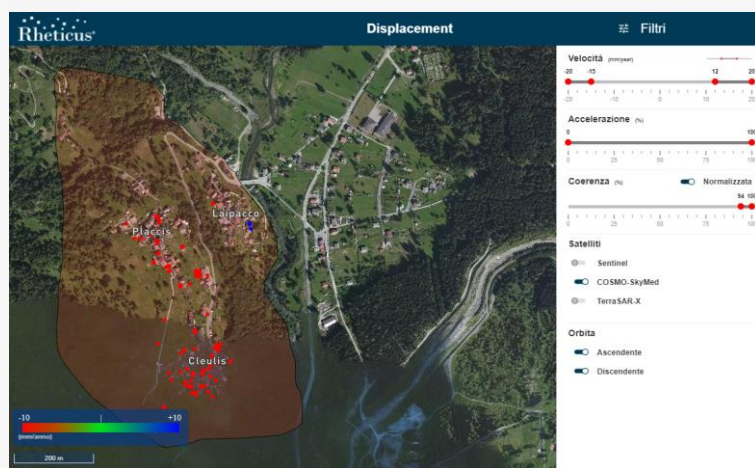 Rheticus®
Displacement
Filtri
Velocità (mm/year)
-20 -15 12 20
-20 -10 0 10 20
Accelerazione (%)
0 100
0 25 50 75 100
Coerenza (%) Normalizzata
94 100
0 25 50 75 100
Satelliti
Sentinel
COSMO-SkyMed
TerraSAR-X
Orbita
Ascendente
Discendente
Laipacco
Placcis
Cleulis
-10 +10
(mm/anno)
200 m